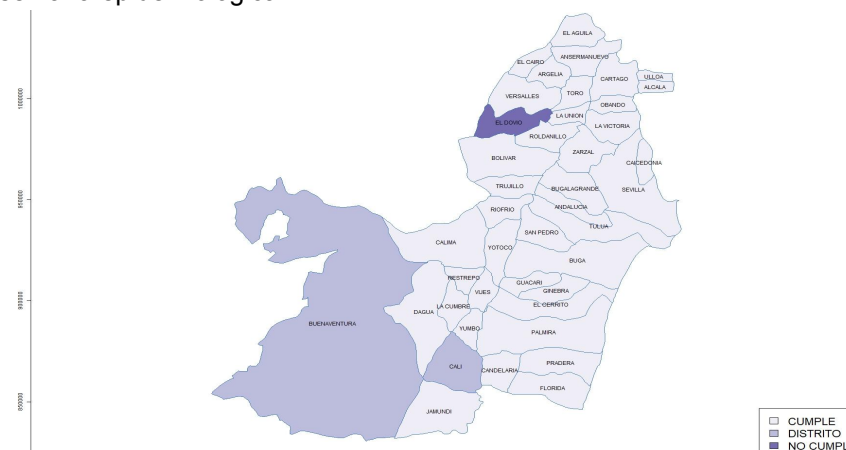 EL AGUILA
EL CAIRO
ANSERMANUEVO
ARGELIA
CARTAGO
ULLOA
ALCALA
VERSALLES
TORO
OBANDO
EL DOVIO
LA UNION
LA VICTORIA
ROLDANILLO
BOLIVAR
ZARZAL
CAICEDONIA
TRUJILLO
BUGALAGRANDE
SEVILLA
RIOFRIO
ANDALUCIA
TULUA
SAN PEDRO
CALIMA
YOTOCO
BUGA
RESTREPO
GUACARI
VIJES
GINEBRA
LA CUMBRE
EL CERRITO
DAGUA
BUENAVENTURA
YUMBO
PALMIRA
CALI
CANDELARIA
PRADERA
FLORIDA
JAMUNDI
1000000
950000
900000
850000
CUMPLE
DISTRITO
NO CUMPL